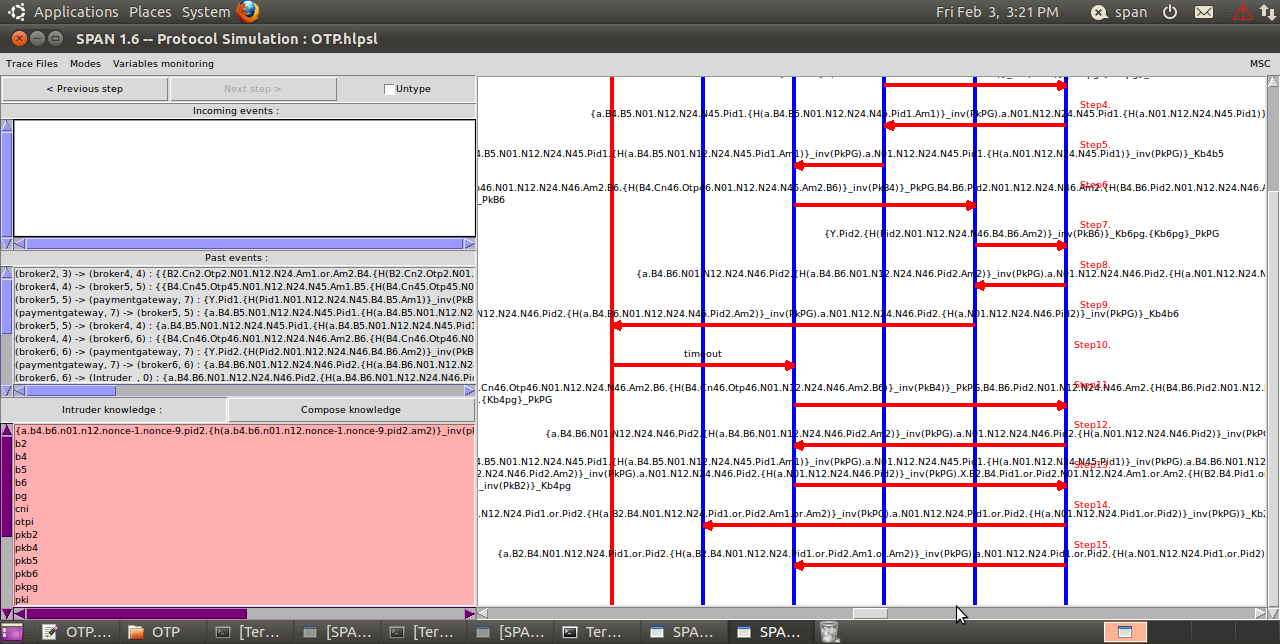 Applications Places System Fri Feb 3, 3:21 PM span
SPAN 1.6 -- Protocol Simulation : OTP.hlpsl
Trace Files Modes Variables monitoring MSC
< Previous step Next step > Untype
Incoming events :
Past events :
(broker2, 3) -> (broker4, 4) : {{B2.Cn2.Otp2.N01.N12.N24.Am1.or.Am2.B4.{H(B2.Cn2.Otp2.N01.
(broker4, 4) -> (broker5, 5) : {{B4.Cn45.Otp45.N01.N12.N24.N45.Am1.B5.{H(B4.Cn45.Otp45.N0
(broker5, 5) -> (paymentgateway, 7) : {Y.Pid1.{H(Pid1.N01.N12.N24.N45.B4.B5.Am1)}_inv(PkB
(paymentgateway, 7) -> (broker5, 5) : {a.B4.B5.N01.N12.N24.N45.Pid1.{H(a.B4.B5.N01.N12.N2
(broker5, 5) -> (broker4, 4) : {a.B4.B5.N01.N12.N24.N45.Pid1.{H(a.B4.B5.N01.N12.N24.N45.Pid1
(broker4, 4) -> (broker6, 6) : {{B4.Cn46.Otp46.N01.N12.N24.N46.Am2.B6.{H(B4.Cn46.Otp46.N0
(broker6, 6) -> (paymentgateway, 7) : {Y.Pid2.{H(Pid2.N01.N12.N24.N46.B4.B6.Am2)}_inv(PkB
(paymentgateway, 7) -> (broker6, 6) : {a.B4.B6.N01.N12.N24.N46.Pid2.{H(a.B4.B6.N01.N12.N2
(broker6, 6) -> (Intruder , 0) : {a.B4.B6.N01.N12.N24.N46.Pid2.{H(a.B4.B6.N01.N12.N24.N46
Intruder knowledge : Compose knowledge
{a.b4.b6.n01.n12.nonce-1.nonce-9.pid2.{h(a.b4.b6.n01.n12.nonce-1.nonce-9.pid2.am2)}_inv(pk
b2
b4
b5
b6
pg
cni
otpi
pkb2
pkb4
pkb5
pkb6
pkpg
pki
Step4.
{a.B4.B5.N01.N12.N24.N45.Pid1.{H(a.B4.B5.N01.N12.N24.N45.Pid1.Am1)}_inv(PkPG).a.N01.N12.N24.N45.Pid1.{H(a.N01.N12.N24.N45.Pid1)}
Step5.
.B4.B5.N01.N12.N24.N45.Pid1.{H(a.B4.B5.N01.N12.N24.N45.Pid1.Am1)}_inv(PkPG).a.N01.N12.N24.N45.Pid1.{H(a.N01.N12.N24.N45.Pid1)}_inv(PkPG)}_Kb4b5
Step6.
p46.N01.N12.N24.N46.Am2.B6.{H(B4.Cn46.Otp46.N01.N12.N24.N46.Am2.B6)}_inv(PkB4)}_PkPG.B4.B6.Pid2.N01.N12.N24.N46.Am2.{H(B4.B6.Pid2.N01.N12.N24.N46.A
_PkB6
Step7.
{Y.Pid2.{H(Pid2.N01.N12.N24.N46.B4.B6.Am2)}_inv(PkB6)}_Kb6pg.{Kb6pg}_PkPG
Step8.
{a.B4.B6.N01.N12.N24.N46.Pid2.{H(a.B4.B6.N01.N12.N24.N46.Pid2.Am2)}_inv(PkPG).a.N01.N12.N24.N46.Pid2.{H(a.N01.N12.N24.N
Step9.
N12.N24.N46.Pid2.{H(a.B4.B6.N01.N12.N24.N46.Pid2.Am2)}_inv(PkPG).a.N01.N12.N24.N46.Pid2.{H(a.N01.N12.N24.N46.Pid2)}_inv(PkPG)}_Kb4b6
Step10.
timeout
Step11.
.Cn46.Otp46.N01.N12.N24.N46.Am2.B6.{H(B4.Cn46.Otp46.N01.N12.N24.N46.Am2.B6)}_inv(PkB4)}_PkPG.B4.B6.Pid2.N01.N12.N24.N46.Am2.{H(B4.B6.Pid2.N01.N12.
.{Kb4pg}_PkPG
Step12.
{a.B4.B6.N01.N12.N24.N46.Pid2.{H(a.B4.B6.N01.N12.N24.N46.Pid2.Am2)}_inv(PkPG).a.N01.N12.N24.N46.Pid2.{H(a.N01.N12.N24.N46.Pid2)}_inv(PkPG
.B4.B5.N01.N12.N24.N45.Pid1.{H(a.B4.B5.N01.N12.N24.N45.Pid1.Am1)}_inv(PkPG).a.N01.N12.N24.N45.Pid1.{H(a.N01.N12.N24.N45.Pid1)}_inv(PkPG).a.B4.B6.N01.N12
Step13.
2.N24.N46.Pid2.Am2)}_inv(PkPG).a.N01.N12.N24.N46.Pid2.{H(a.N01.N12.N24.N46.Pid2)}_inv(PkPG).X.B2.B4.Pid1.or.Pid2.N01.N12.N24.Am1.or.Am2.{H(B2.B4.Pid1.o
_inv(PkB2)}_Kb4pg
Step14.
.N12.N24.Pid1.or.Pid2.{H(a.B2.B4.N01.N12.N24.Pid1.or.Pid2.Am1.or.Am2)}_inv(PkPG).a.N01.N12.N24.Pid1.or.Pid2.{H(a.N01.N12.N24.Pid1.or.Pid2)}_inv(PkPG)}_Kb2
Step15.
{a.B2.B4.N01.N12.N24.Pid1.or.Pid2.{H(a.B2.B4.N01.N12.N24.Pid1.or.Pid2.Am1.or.Am2)}_inv(PkPG).a.N01.N12.N24.Pid1.or.Pid2.{H(a.N01.N12.N24.Pid1.or.Pid2)
OTP.... OTP [Ter... [SPA... [Ter... [SPA... Ter... SPA... SPA...